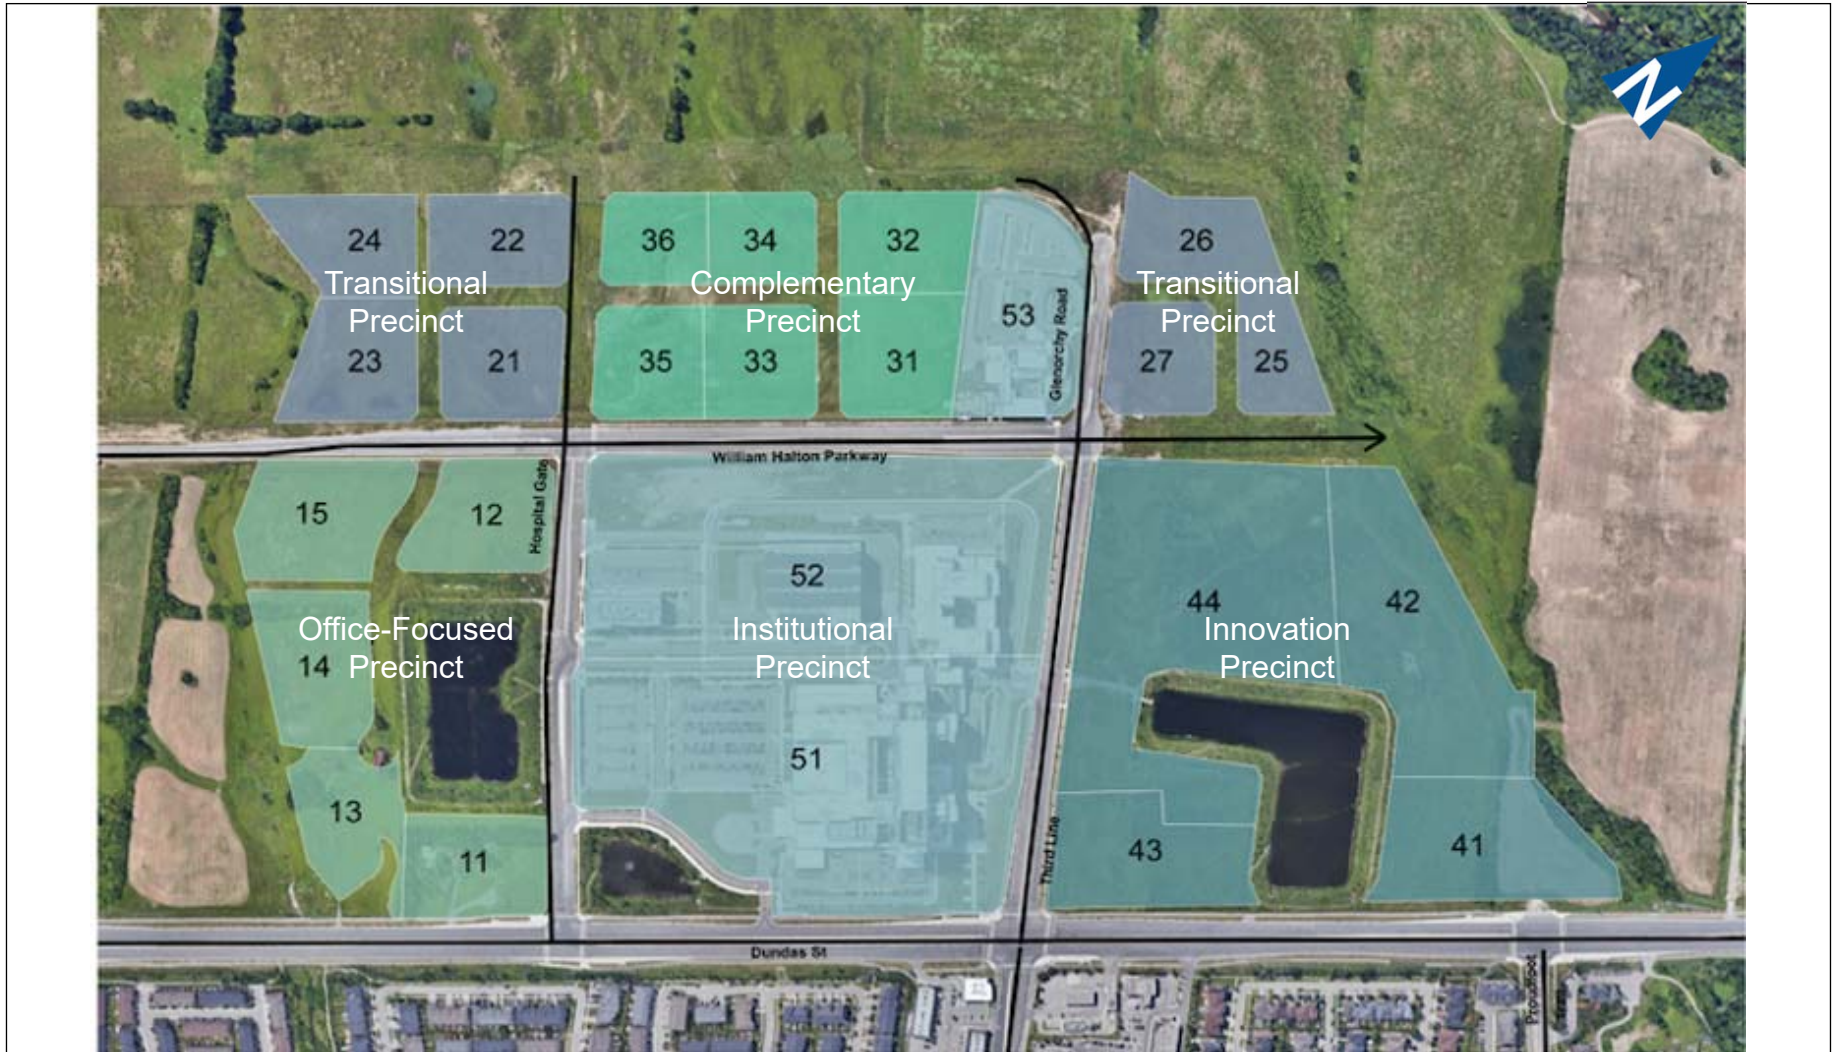 N
24
22
36
34
32
26
Transitional
Precinct
Complementary
Precinct
Transitional
Precinct
53
Glenorchy Road
23
21
35
33
31
27
25
William Halton Parkway
15
12
Hospital Gate
52
44
42
Office-Focused
Precinct
14
Institutional
Precinct
Innovation
Precinct
51
13
11
43
41
Third Line
Dundas St
Proudfoot